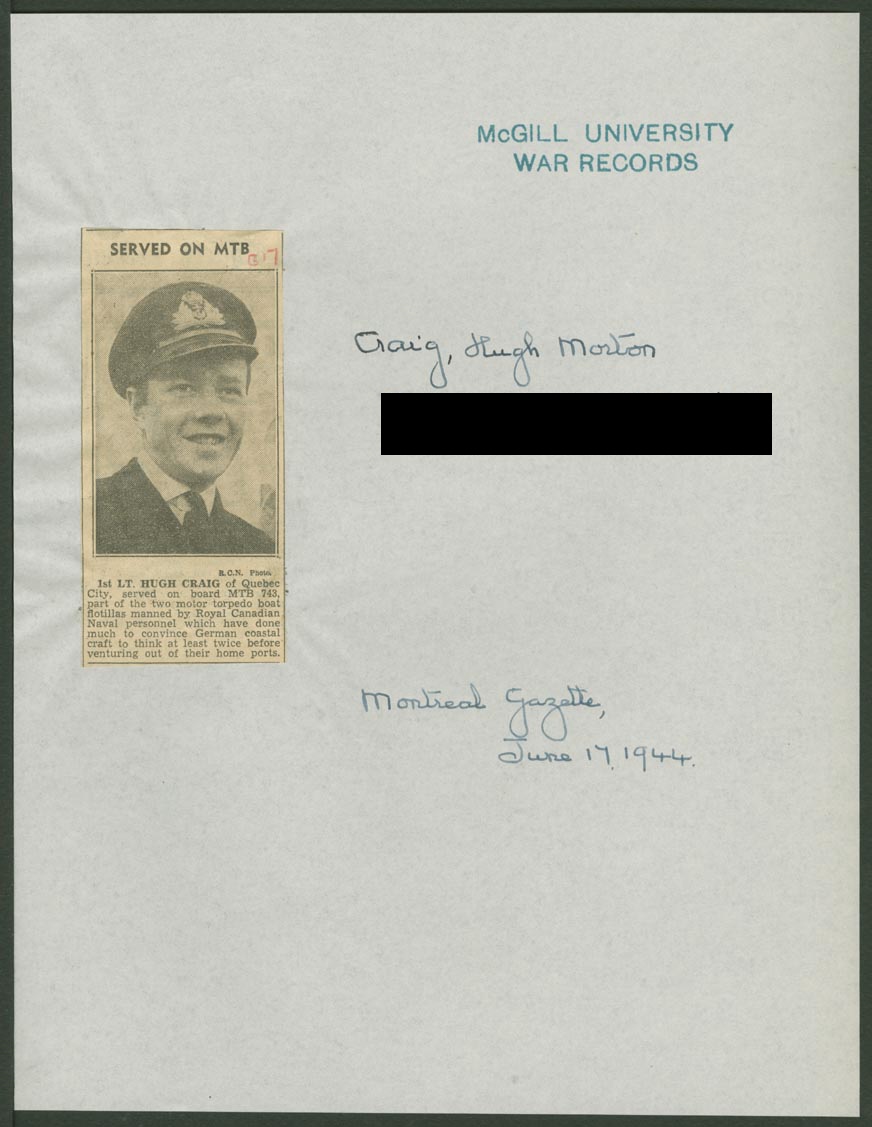 McGILL UNIVERSITY
WAR RECORDS
SERVED ON MTB
7
Craig, Hugh Morton
R.C.N. Photo.
1st LT. HUGH CRAIG of Quebec
City, served on board MTB 743,
part of the two motor torpedo boat
flotillas manned by Royal Canadian
Naval personnel which have done
much to convince German coastal
craft to think at least twice before
venturing out of their home ports.
Montreal Gazette,
June 17, 1944.